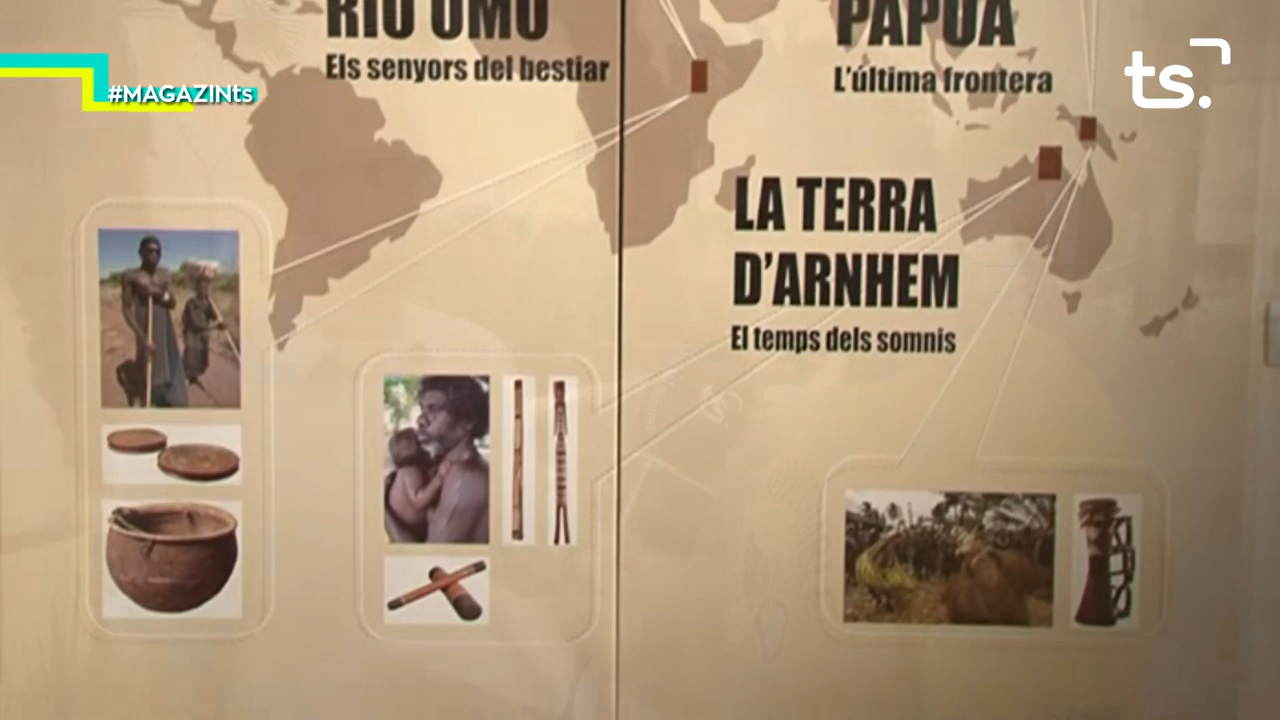 RIU OMO
Els senyors del bestiar
PAPUA
L'última frontera
#MAGAZINts
ts.
LA TERRA
D'ARNHEM
El temps dels somnis